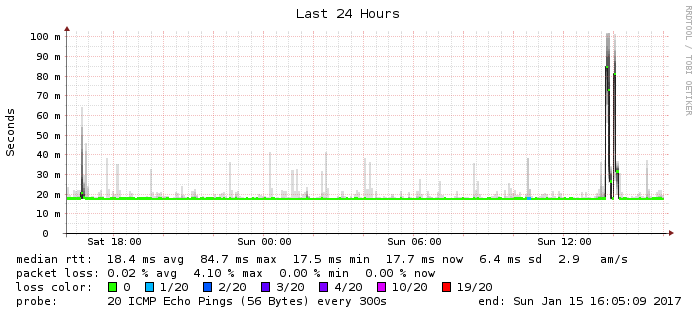 Last 24 Hours
RRDTOOL / TOBI OETIKER
Seconds
100 m
90 m
80 m
70 m
60 m
50 m
40 m
30 m
20 m
10 m
0
Sat 18:00 Sun 00:00 Sun 06:00 Sun 12:00
median rtt: 18.4 ms avg 84.7 ms max 17.5 ms min 17.7 ms now 6.4 ms sd 2.9 am/s
packet loss: 0.02 % avg 4.10 % max 0.00 % min 0.00 % now
loss color: 0 1/20 2/20 3/20 4/20 10/20 19/20
probe: 20 ICMP Echo Pings (56 Bytes) every 300s end: Sun Jan 15 16:05:09 2017